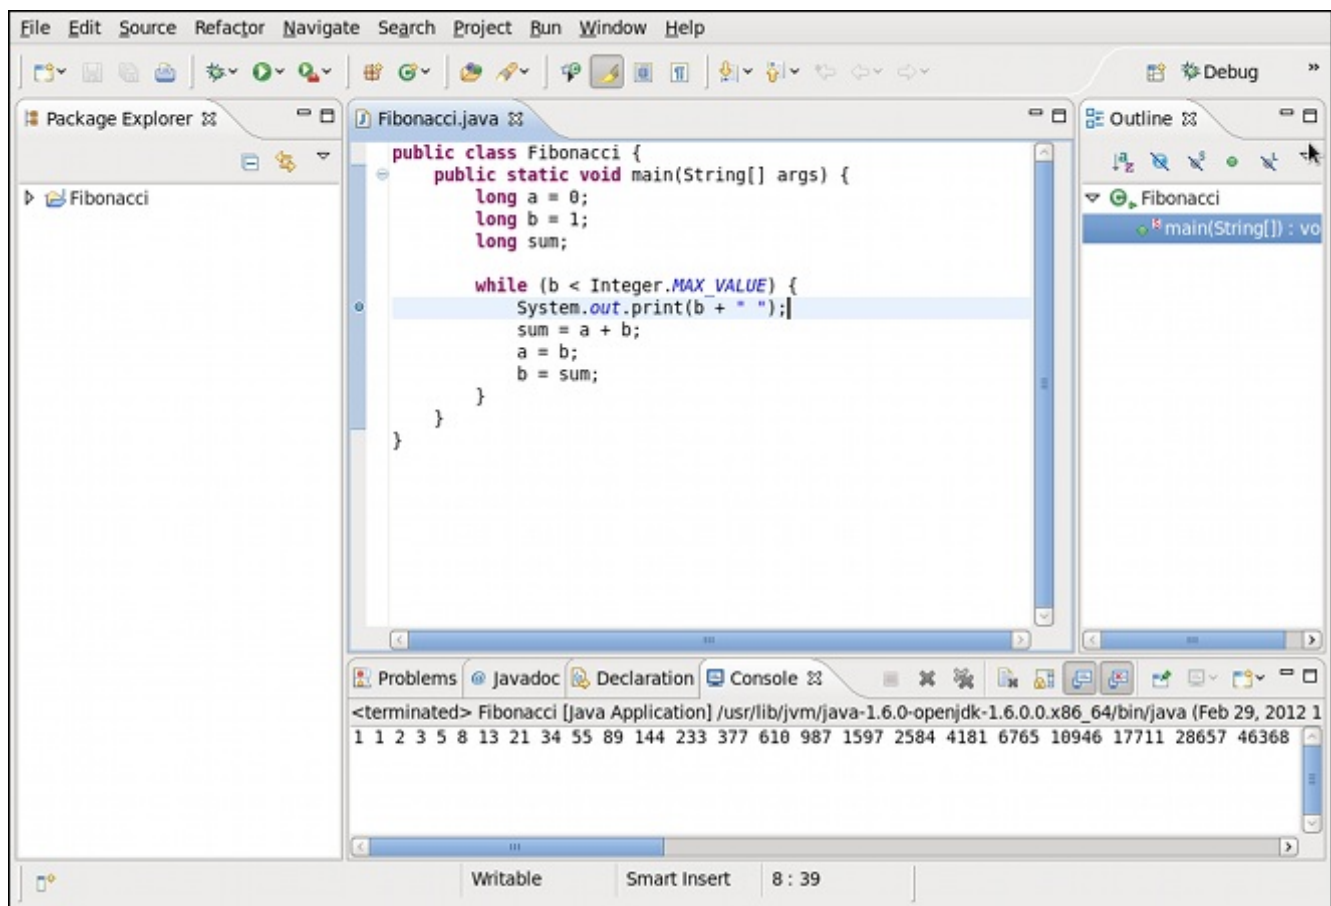 File Edit Source Refactor Navigate Search Project Run Window Help
Debug »
Package Explorer
Fibonacci
Fibonacci.java
public class Fibonacci {
    public static void main(String[] args) {
        long a = 0;
        long b = 1;
        long sum;
        while (b < Integer.MAX_VALUE) {
            System.out.print(b + " ");
            sum = a + b;
            a = b;
            b = sum;
        }
    }
}
Outline
Fibonacci
main(String[]) : vo
Problems @ Javadoc Declaration Console
<terminated> Fibonacci [Java Application] /usr/lib/jvm/java-1.6.0-openjdk-1.6.0.0.x86_64/bin/java (Feb 29, 2012 1
1 1 2 3 5 8 13 21 34 55 89 144 233 377 610 987 1597 2584 4181 6765 10946 17711 28657 46368
Writable Smart Insert 8 : 39